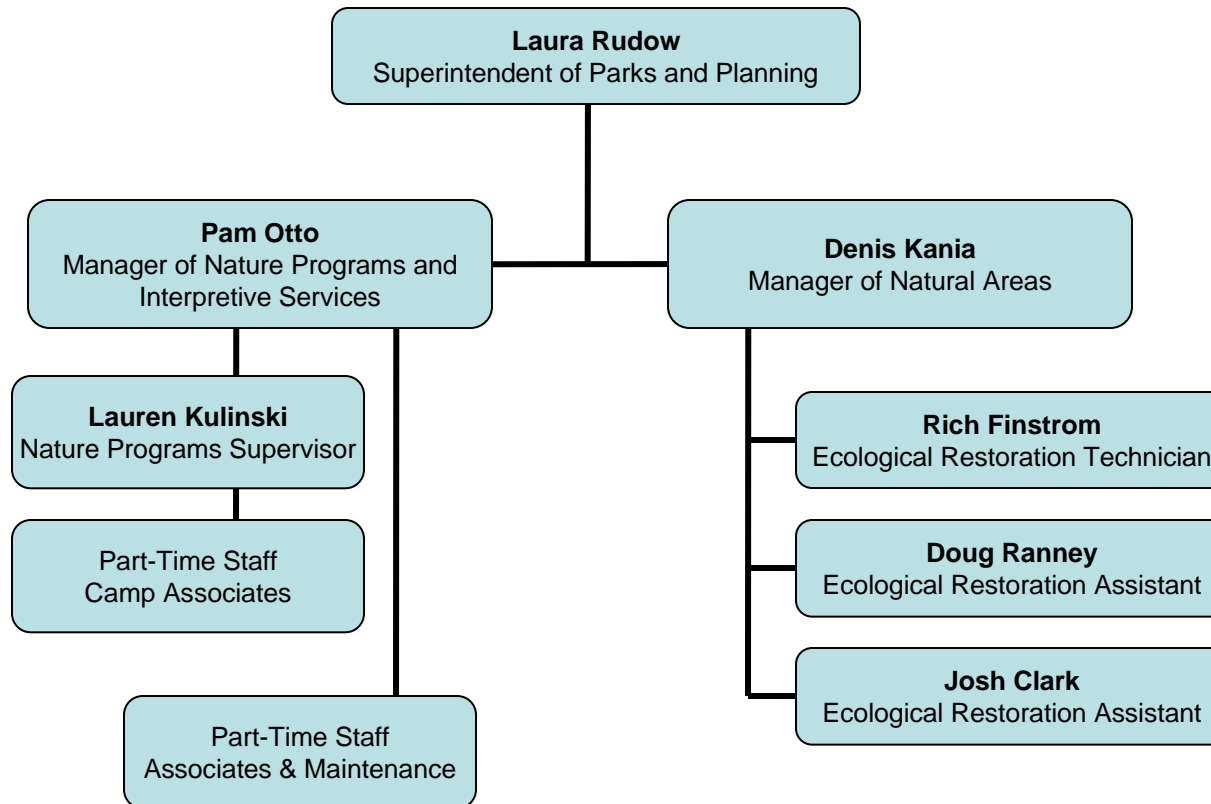 Laura Rudow
Superintendent of Parks and Planning
Pam Otto
Manager of Nature Programs and
Interpretive Services
Denis Kania
Manager of Natural Areas
Lauren Kulinski
Nature Programs Supervisor
Part-Time Staff
Camp Associates
Part-Time Staff
Associates & Maintenance
Rich Finstrom
Ecological Restoration Technician
Doug Ranney
Ecological Restoration Assistant
Josh Clark
Ecological Restoration Assistant